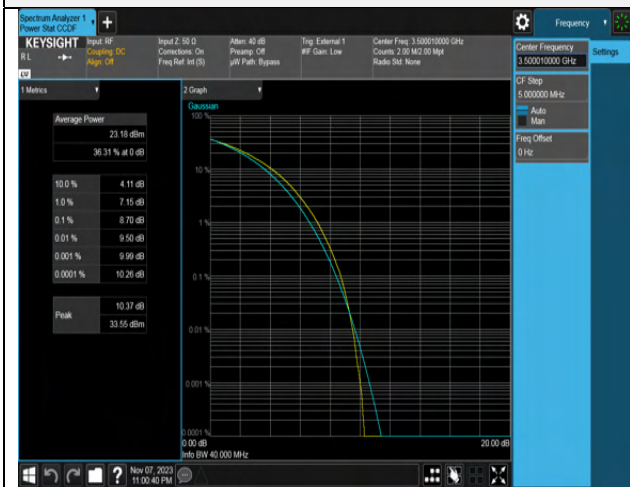 Spectrum Analyzer 1
Power Stat CCDF
Frequency
KEYSIGHT
RL
Input: RF
Coupling: DC
Align: Off
Input Z: 50 Ω
Corrections: On
Freq Ref: Int (S)
Atten: 40 dB
Preamp: Off
µW Path: Bypass
Trig: External 1
#IF Gain: Low
Center Freq: 3.500010000 GHz
Counts: 2.00 M/2.00 Mpt
Radio Std: None
Center Frequency
3.500010000 GHz
Settings
CF Step
5.000000 MHz
Auto
Man
Freq Offset
0 Hz
1 Metrics
Average Power
23.18 dBm
36.31 % at 0 dB
10.0 % 4.11 dB
1.0 % 7.15 dB
0.1 % 8.70 dB
0.01 % 9.50 dB
0.001 % 9.99 dB
0.0001 % 10.26 dB
Peak
10.37 dB
33.55 dBm
2 Graph
Gaussian
100 %
10 %
1 %
0.1 %
0.01 %
0.001 %
0.0001 %
0.00 dB
20.00 dB
Info BW 40.000 MHz
Nov 07, 2023
11:00:40 PM